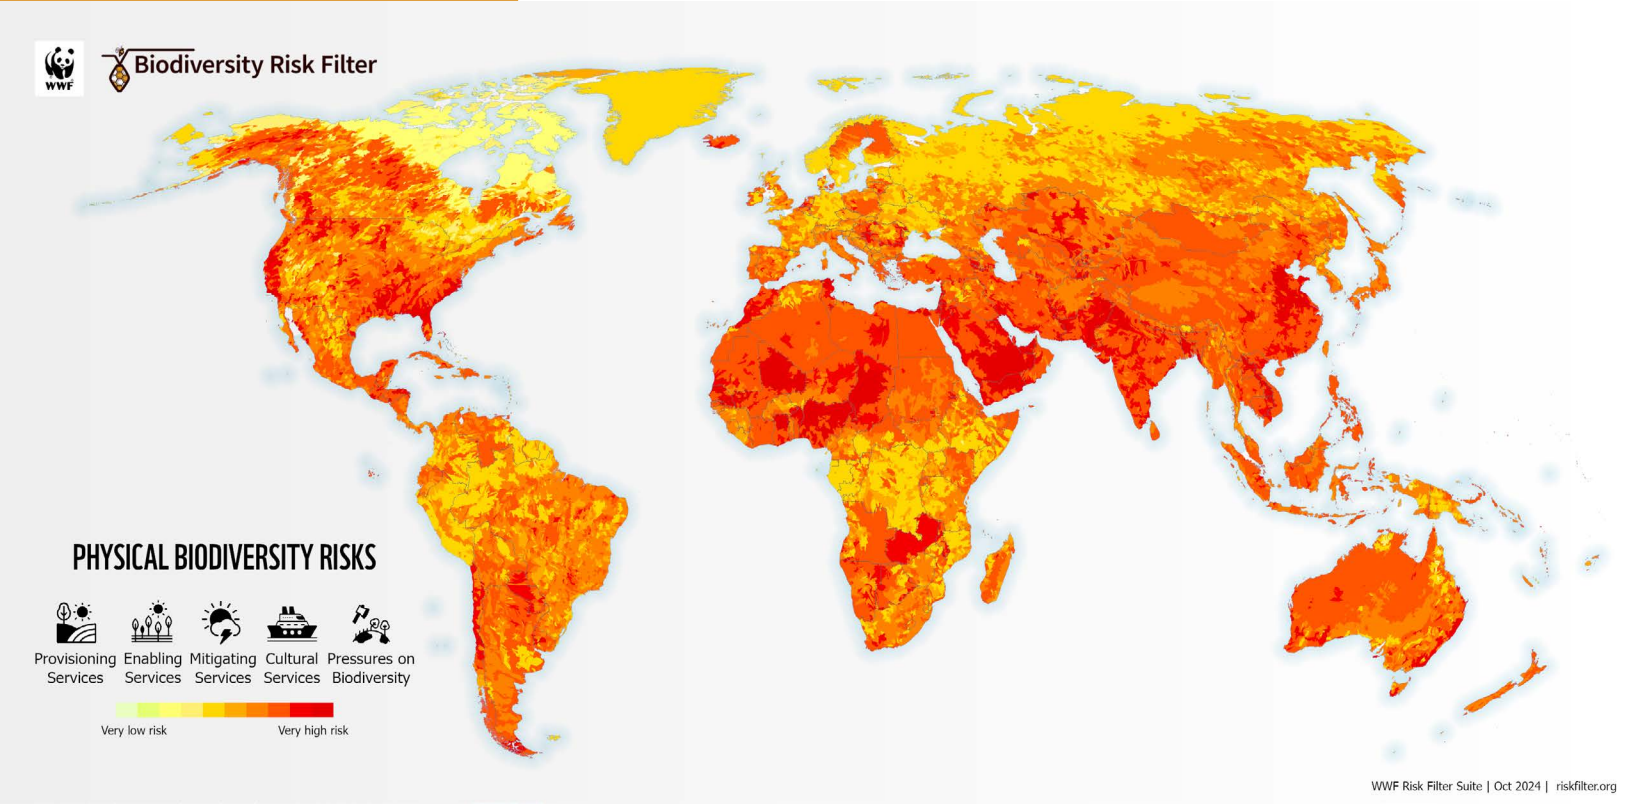 WWF
Biodiversity Risk Filter
PHYSICAL BIODIVERSITY RISKS
Provisioning Services
Enabling Services
Mitigating Services
Cultural Services
Pressures on Biodiversity
Very low risk
Very high risk
WWF Risk Filter Suite | Oct 2024 | riskfilter.org